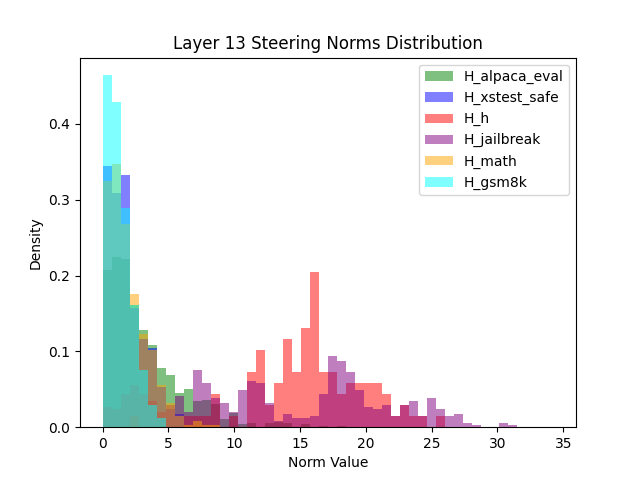 Layer 13 Steering Norms Distribution
H_alpaca_eval
H_xstest_safe
H_h
H_jailbreak
H_math
H_gsm8k
Density
0.4
0.3
0.2
0.1
0.0
0 5 10 15 20 25 30 35
Norm Value